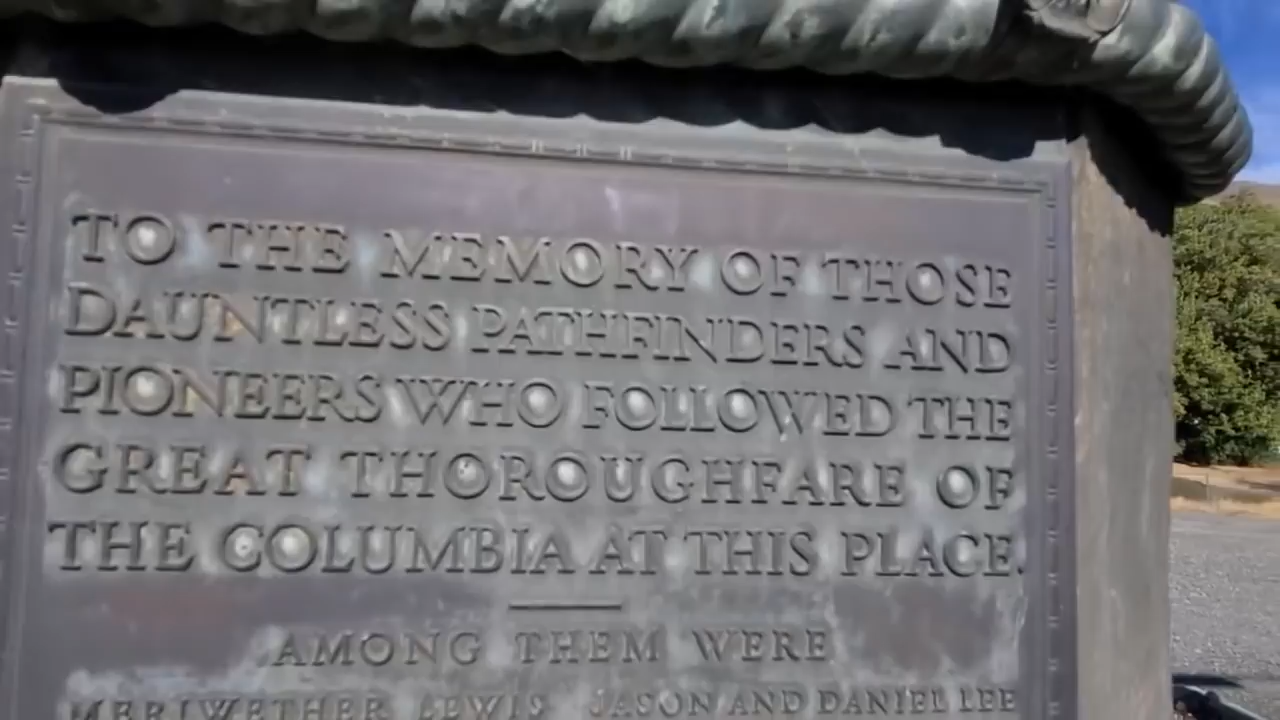 TO THE MEMORY OF THOSE
DAUNTLESS PATHFINDERS AND
PIONEERS WHO FOLLOWED THE
GREAT THOROUGHFARE OF
THE COLUMBIA AT THIS PLACE.
AMONG THEM WERE
MERIWETHER LEWIS JASON AND DANIEL LEE